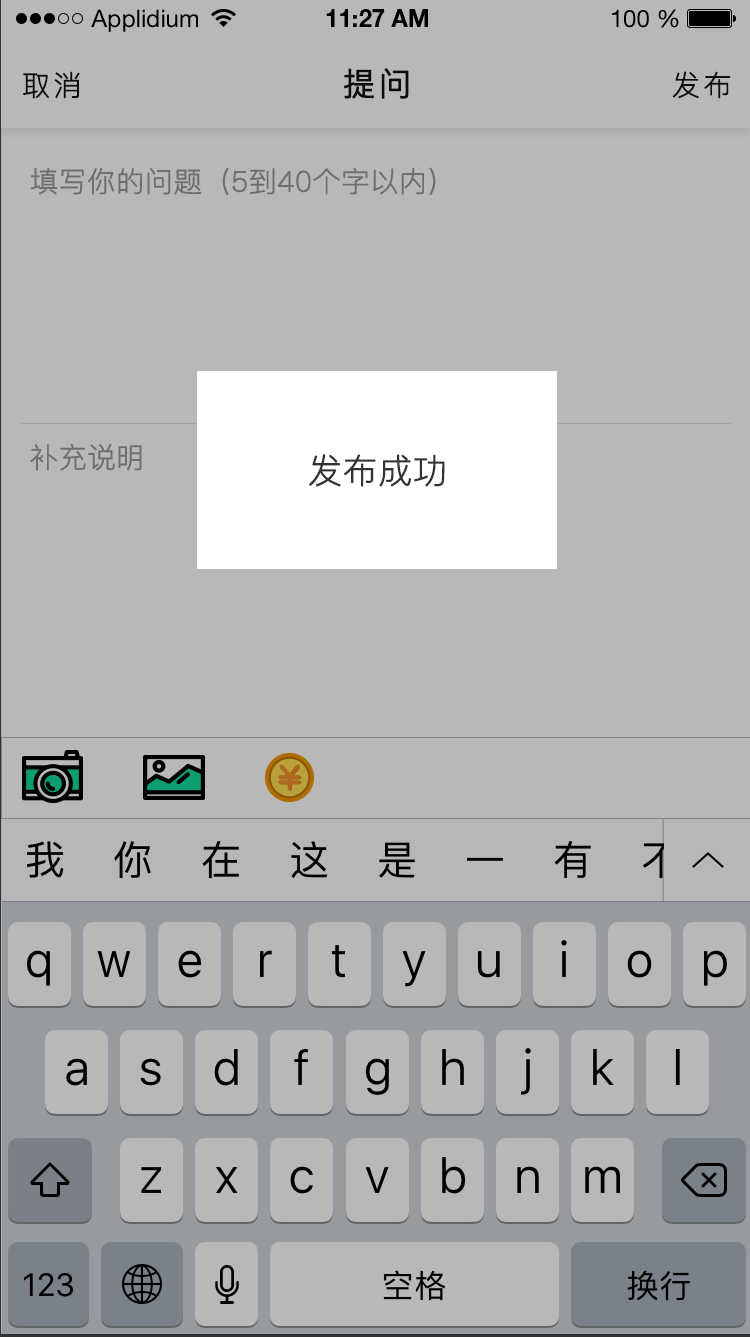 Applidium 11:27 AM 100 %
取消 提问 发布
填写你的问题（5到40个字以内）
补充说明
发布成功
我 你 在 这 是 一 有 不
q w e r t y u i o p
a s d f g h j k l
z x c v b n m
123 空格 换行